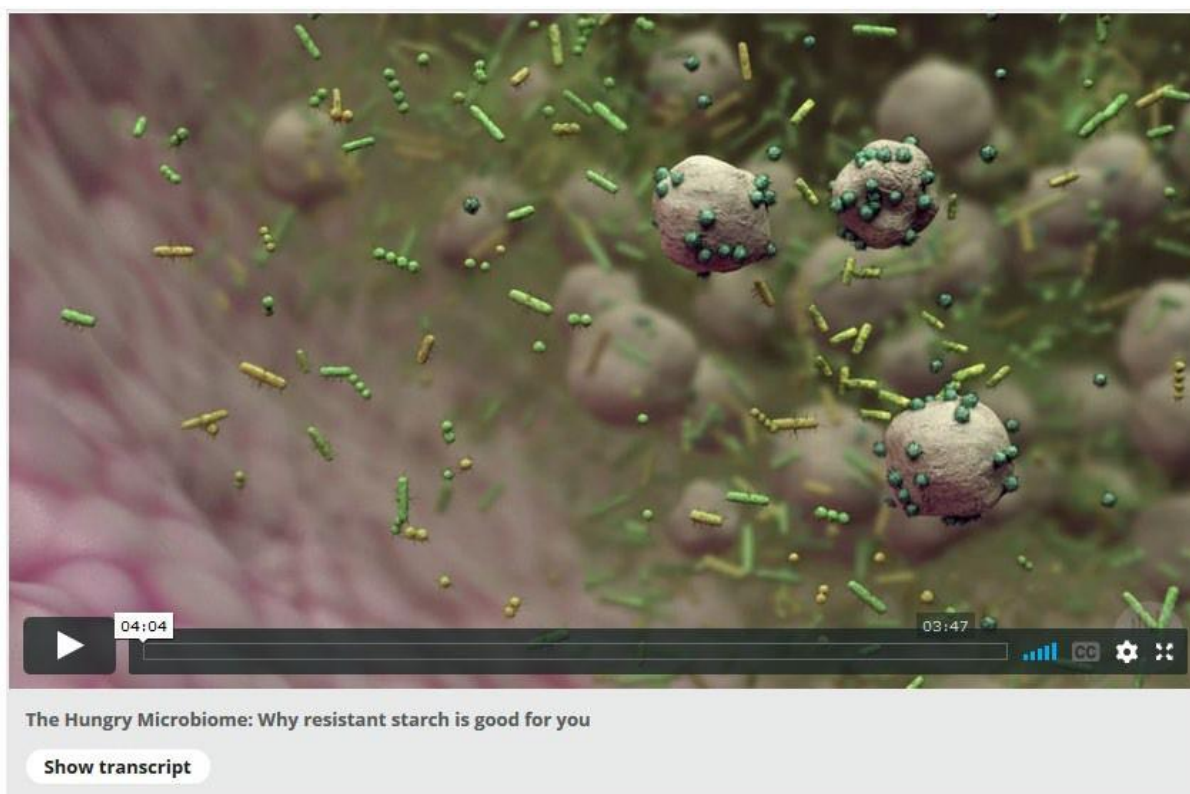 04:04
03:47
CC
The Hungry Microbiome: Why resistant starch is good for you
Show transcript